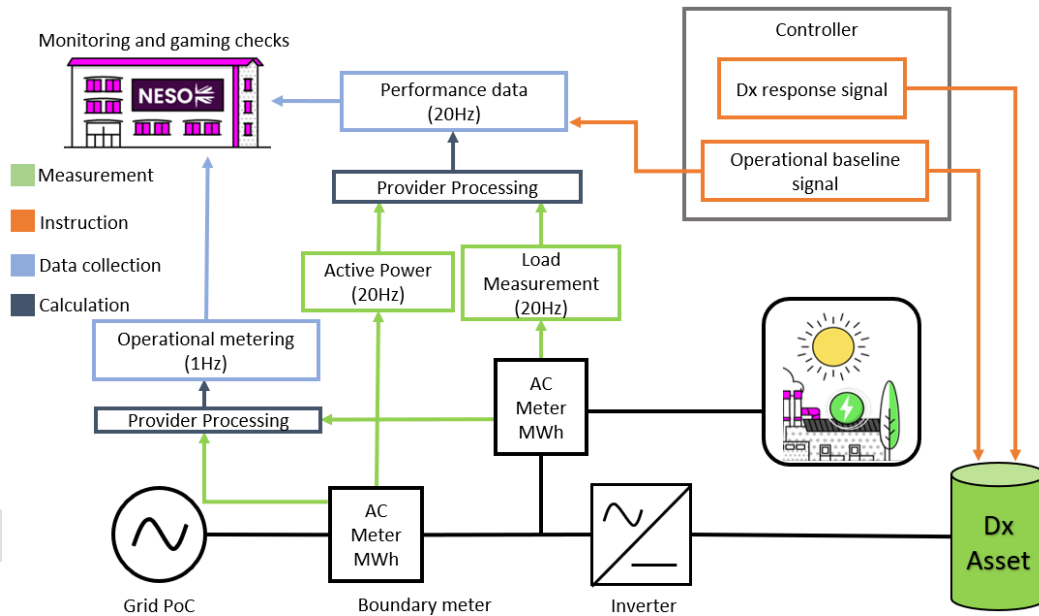 Monitoring and gaming checks
NESO
Measurement
Instruction
Data collection
Calculation
Controller
Dx response signal
Operational baseline
signal
Performance data
(20Hz)
Provider Processing
Active Power
(20Hz)
Load
Measurement
(20Hz)
Operational metering
(1Hz)
Provider Processing
AC
Meter
MWh
AC
Meter
MWh
Dx
Asset
Grid PoC
Boundary meter
Inverter